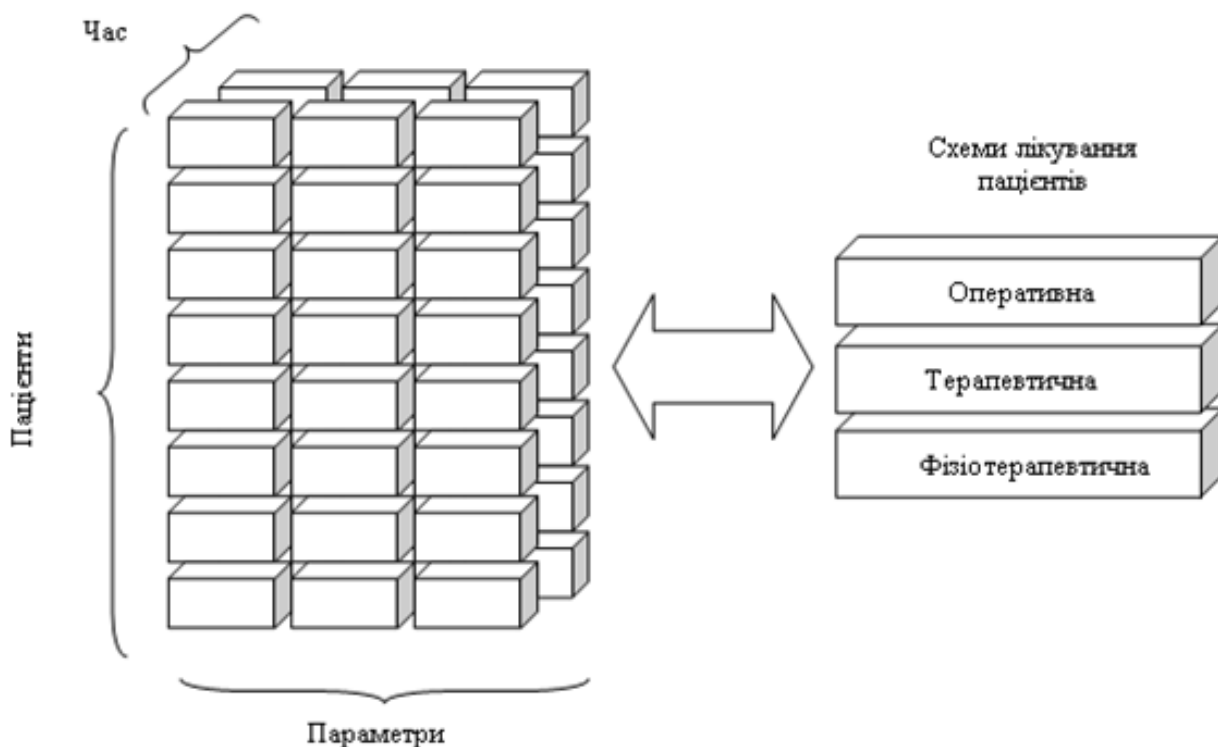 Час
Схеми лікування
пацієнтів
Оперативна
Терапевтична
Фізіотерапевтична
Пацієнти
Параметри